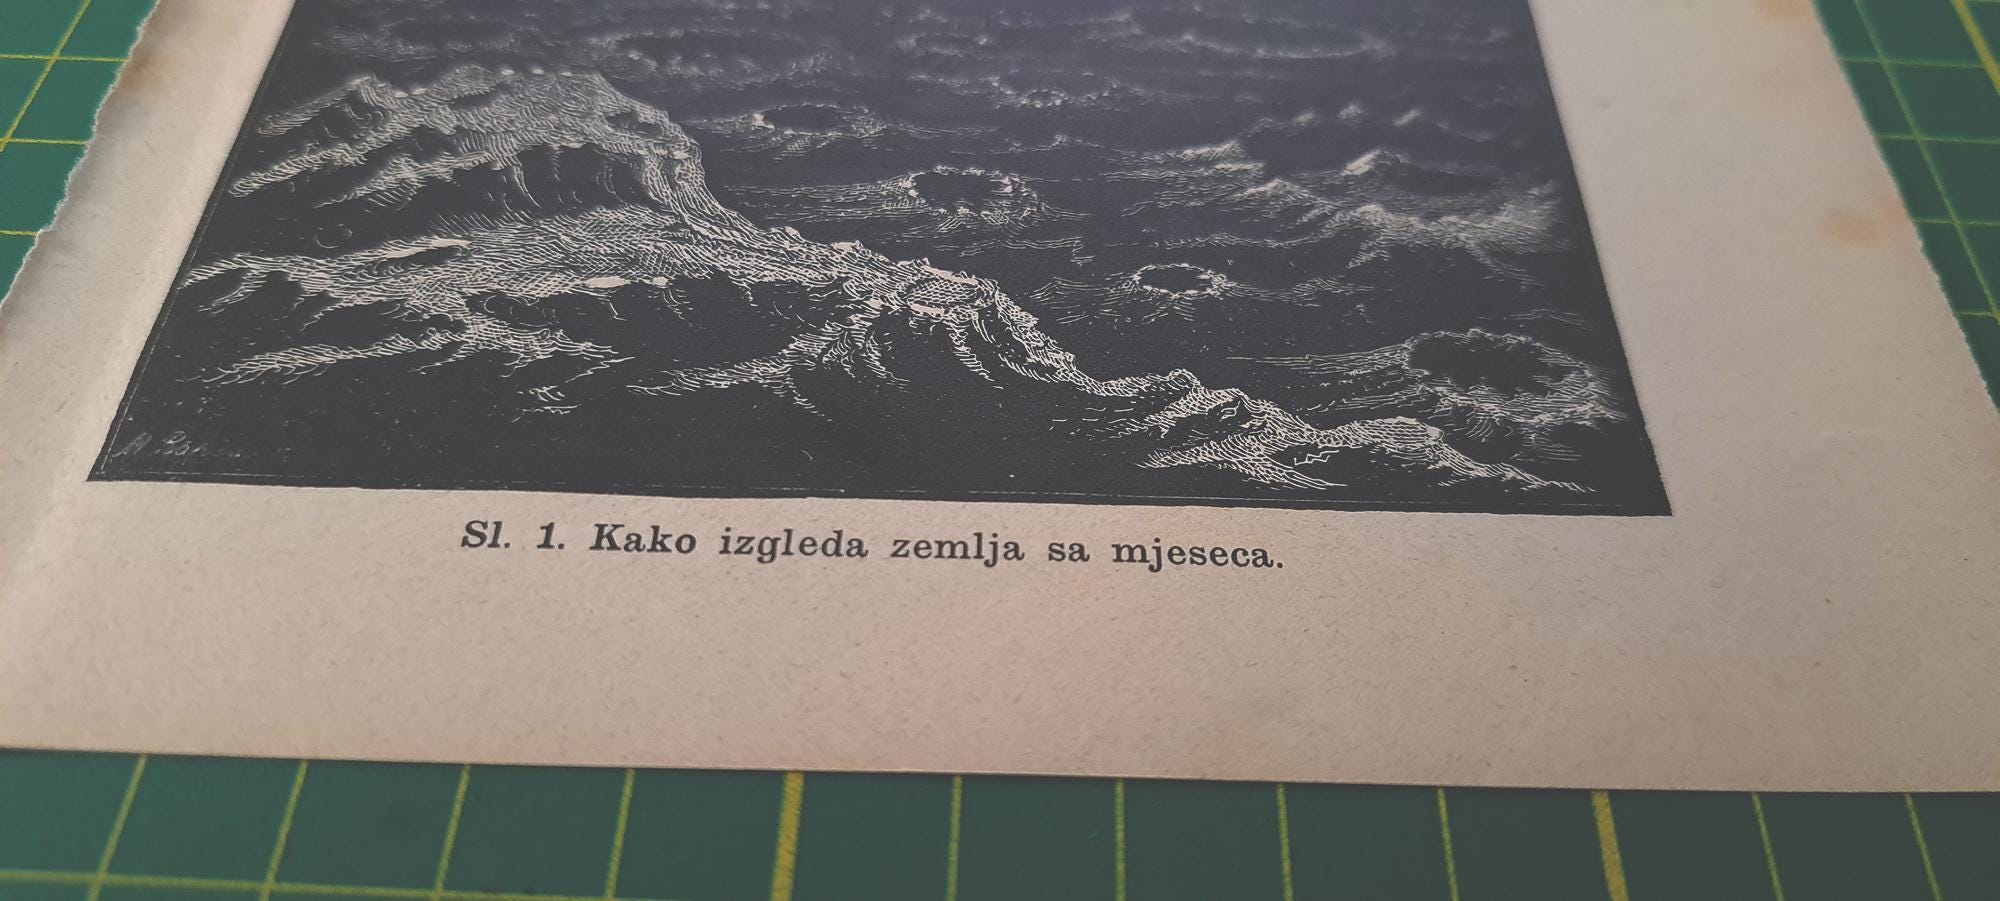 Sl. 1. Kako izgleda zemlja sa mjeseca.